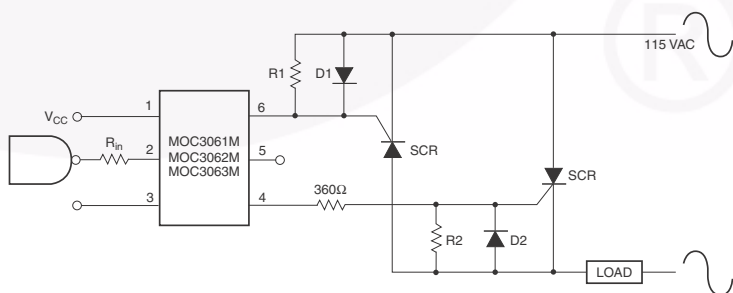 115 VAC
R1
D1
VCC
1
6
Rin
2
MOC3061M
MOC3062M
MOC3063M
5
SCR
SCR
3
4
360Ω
R2
D2
LOAD
®